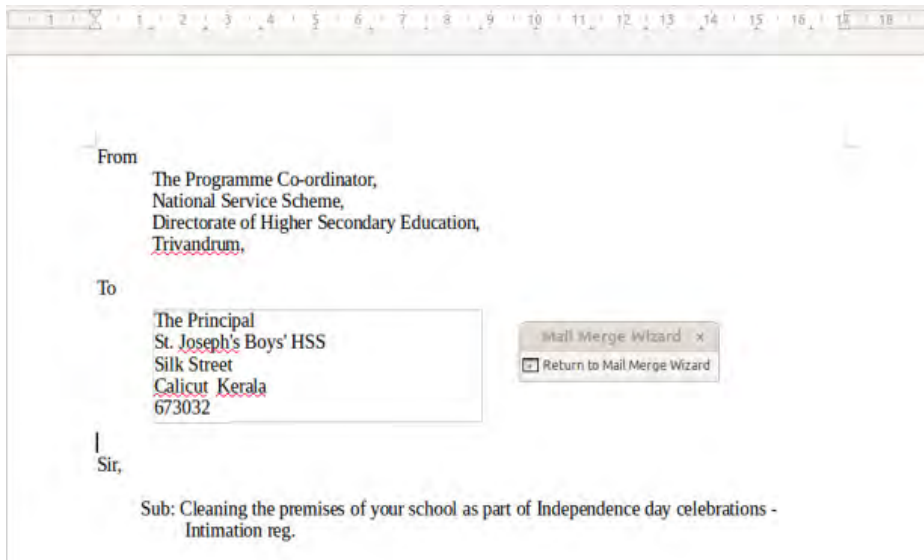 1 1 2 3 4 5 6 7 8 9 10 11 12 13 14 15 16 17 18
From
The Programme Co-ordinator,
National Service Scheme,
Directorate of Higher Secondary Education,
Trivandrum,
To
The Principal
St. Joseph's Boys' HSS
Silk Street
Calicut Kerala
673032
Mail Merge Wizard ×
Return to Mail Merge Wizard
Sir,
Sub: Cleaning the premises of your school as part of Independence day celebrations -
Intimation reg.